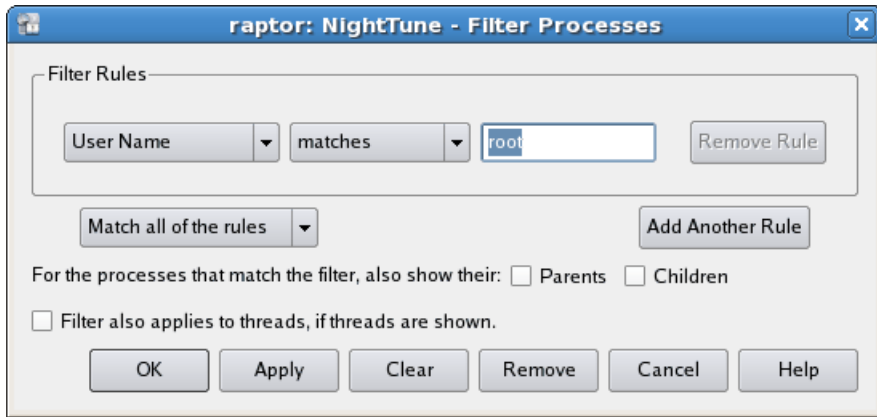 raptor: NightTune - Filter Processes
Filter Rules
User Name matches root Remove Rule
Match all of the rules Add Another Rule
For the processes that match the filter, also show their: Parents Children
Filter also applies to threads, if threads are shown.
OK Apply Clear Remove Cancel Help